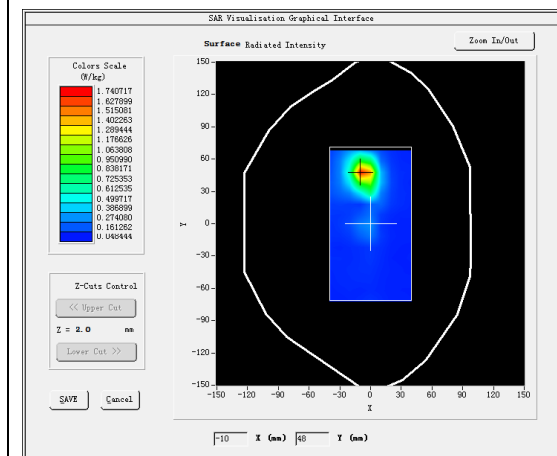 SAR Visualisation Graphical Interface
Surface Radiated Intensity
Zoom In/Out
Colors Scale
(W/kg)
1.740717
1.627899
1.515081
1.402263
1.289444
1.176626
1.063808
0.950990
0.838171
0.725353
0.612535
0.499717
0.386899
0.274080
0.161262
0.048444
Z-Cuts Control
<< Upper Cut
Z = 2.0 mm
Lower Cut >>
SAVE Cancel
150
120
90
60
30
0
-30
-60
-90
-120
-150
Y
-150 -120 -90 -60 -30 0 30 60 90 120 150
X
-10 X (mm) 48 Y (mm)